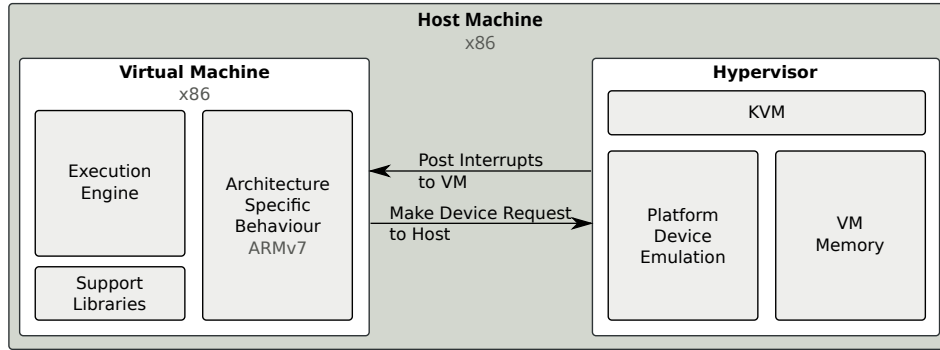 Host Machine
x86
Virtual Machine
x86
Execution
Engine
Support
Libraries
Architecture
Specific
Behaviour
ARMv7
Post Interrupts
to VM
Make Device Request
to Host
Hypervisor
KVM
Platform
Device
Emulation
VM
Memory